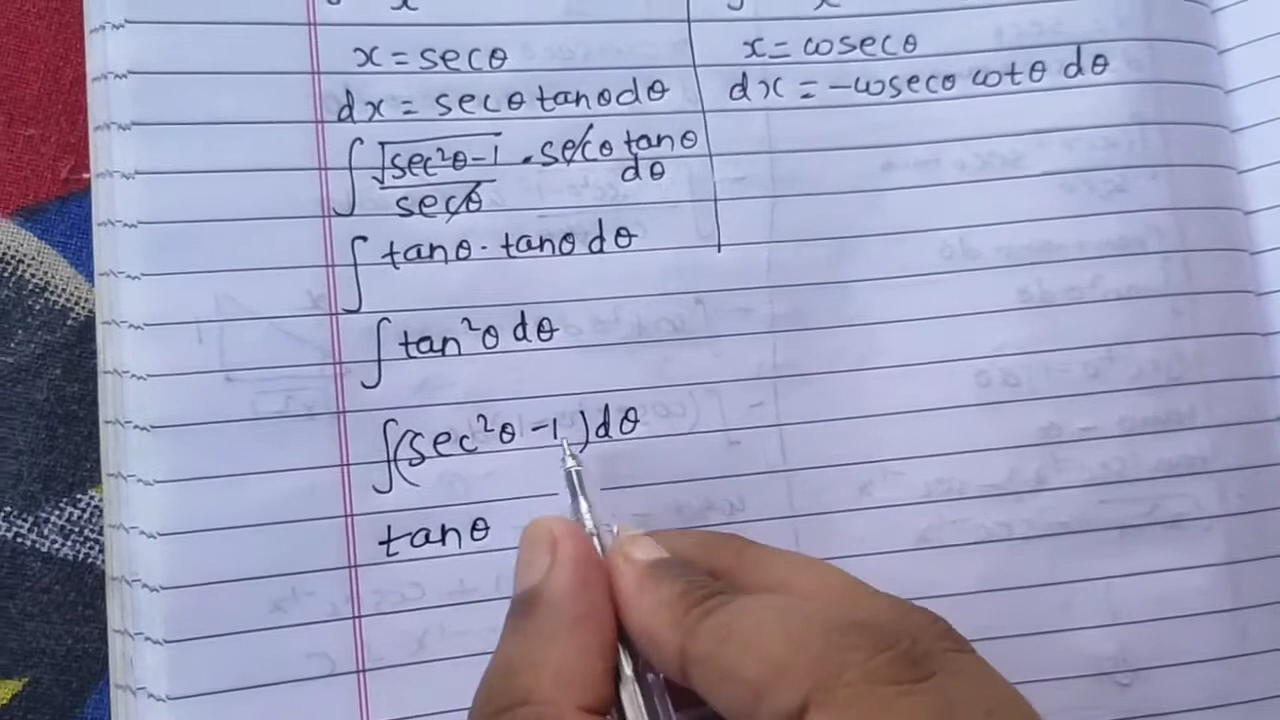 x = secθ
dx = secθ tanθ dθ
∫ √(sec²θ-1) / secθ · secθ tanθ dθ
∫ tanθ · tanθ dθ
∫ tan²θ dθ
∫(sec²θ -1)dθ
tanθ
x = cosecθ
dx = -cosecθ cotθ dθ